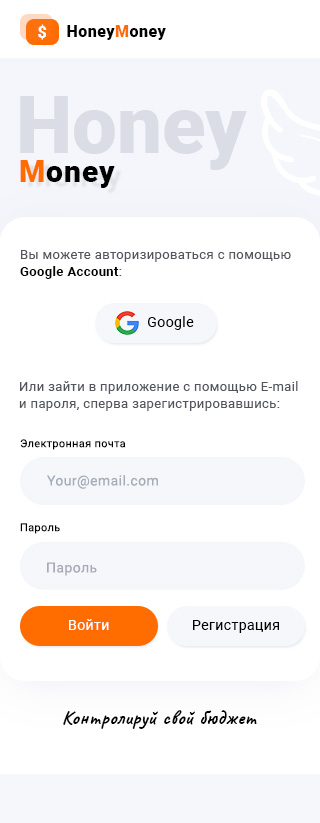 $ HoneyMoney
Honey
Money
Вы можете авторизироваться с помощью
Google Account:
Google
Или зайти в приложение с помощью E-mail
и пароля, сперва зарегистрировавшись:
Электронная почта
Your@email.com
Пароль
Пароль
Войти
Регистрация
Контролируй свой бюджет